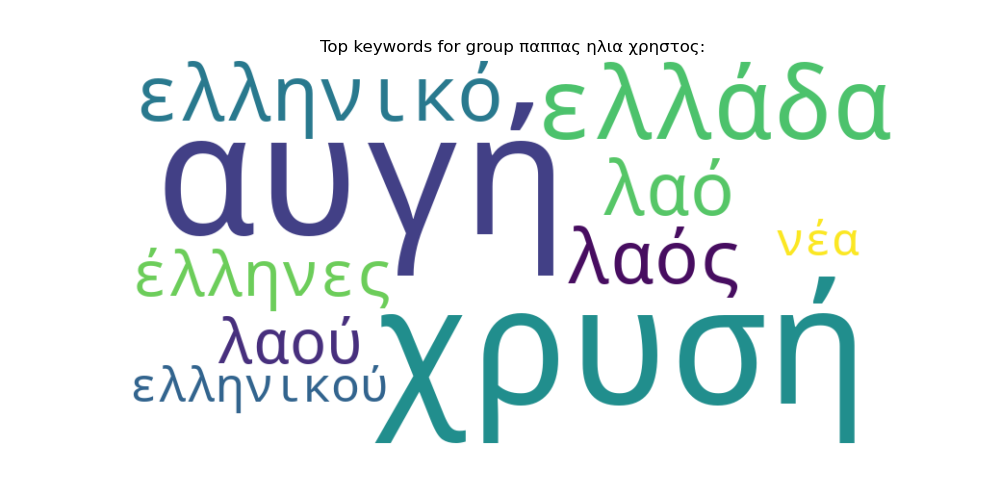 Top keywords for group παππας ηλια χρηστος:
ελληνικό ελλάδα
αυγή
λαό
λαός νέα
έλληνες
χρυσή
λαού
ελληνικού